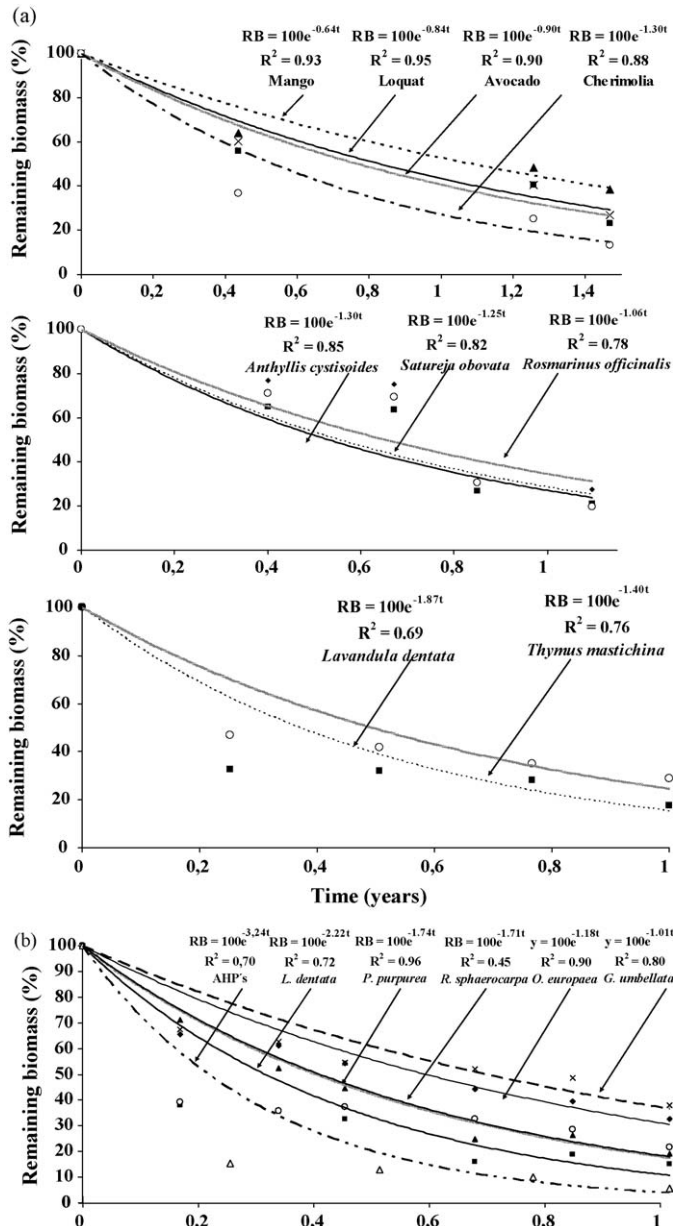 (a)
RB = 100e^-0.64t RB = 100e^-0.84t RB = 100e^-0.90t RB = 100e^-1.30t
R² = 0.93 R² = 0.95 R² = 0.90 R² = 0.88
Mango Loquat Avocado Cherimolia
Remaining biomass (%)
100
80
60
40
20
0
0 0,2 0,4 0,6 0,8 1 1,2 1,4
RB = 100e^-1.30t RB = 100e^-1.25t RB = 100e^-1.06t
R² = 0.85 R² = 0.82 R² = 0.78
Anthyllis cystisoides Satureja obovata Rosmarinus officinalis
Remaining biomass (%)
100
80
60
40
20
0
0 0,2 0,4 0,6 0,8 1
RB = 100e^-1.87t RB = 100e^-1.40t
R² = 0.69 R² = 0.76
Lavandula dentata Thymus mastichina
Remaining biomass (%)
100
80
60
40
20
0
0 0,2 0,4 0,6 0,8 1
Time (years)
(b)
RB = 100e^-3,24t RB = 100e^-2.22t RB = 100e^-1.74t RB = 100e^-1.71t y = 100e^-1.18t y = 100e^-1.01t
R² = 0,70 R² = 0.72 R² = 0.96 R² = 0.45 R² = 0.90 R² = 0.80
AHP's L. dentata P. purpurea R. sphaerocarpa O. europaea G. umbellata
Remaining biomass (%)
100
90
80
70
60
50
40
30
20
10
0
0 0,2 0,4 0,6 0,8 1